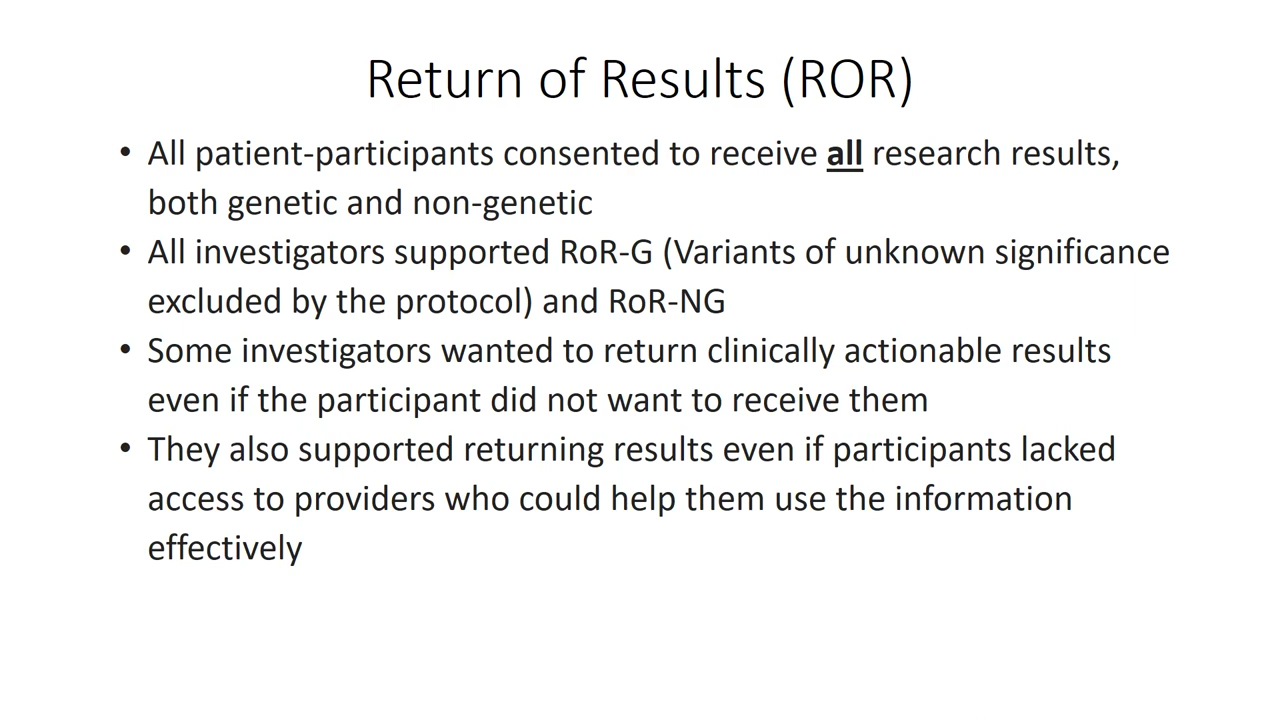 Return of Results (ROR)
• All patient-participants consented to receive all research results,
both genetic and non-genetic
• All investigators supported RoR-G (Variants of unknown significance
excluded by the protocol) and RoR-NG
• Some investigators wanted to return clinically actionable results
even if the participant did not want to receive them
• They also supported returning results even if participants lacked
access to providers who could help them use the information
effectively